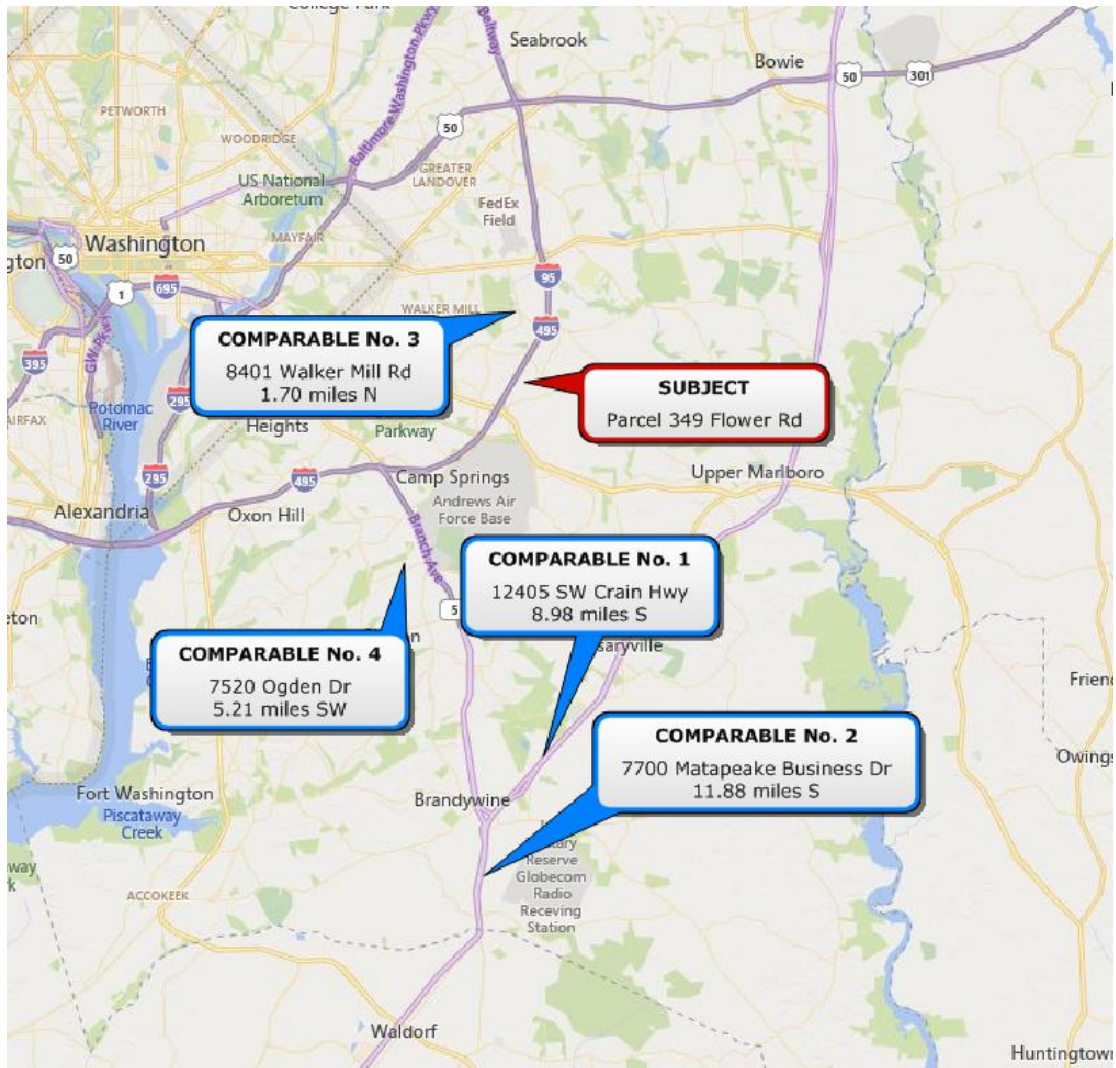 Seabrook
Bowie
50
301
PETWORTH
WOODRIDGE
Baltimore Washington Pkwy
Beltway
50
GREATER
LANDOVER
US National
Arboretum
FedEx
Field
Washington
MAYFAIR
50
1
695
95
WALKER MILL
495
COMPARABLE No. 3
8401 Walker Mill Rd
1.70 miles N
SUBJECT
Parcel 349 Flower Rd
395
GW Pkwy
295
Potomac
River
Heights
Parkway
Camp Springs
Upper Marlboro
295
495
Andrews Air
Force Base
Alexandria
Oxon Hill
Branch Ave
COMPARABLE No. 1
12405 SW Crain Hwy
8.98 miles S
5
COMPARABLE No. 4
7520 Ogden Dr
5.21 miles SW
saryville
COMPARABLE No. 2
7700 Matapeake Business Dr
11.88 miles S
Fort Washington
Piscataway
Creek
Brandywine
Reserve
Globecom
Radio
Receving
Station
ACCOKEEK
Waldorf
Huntingtown